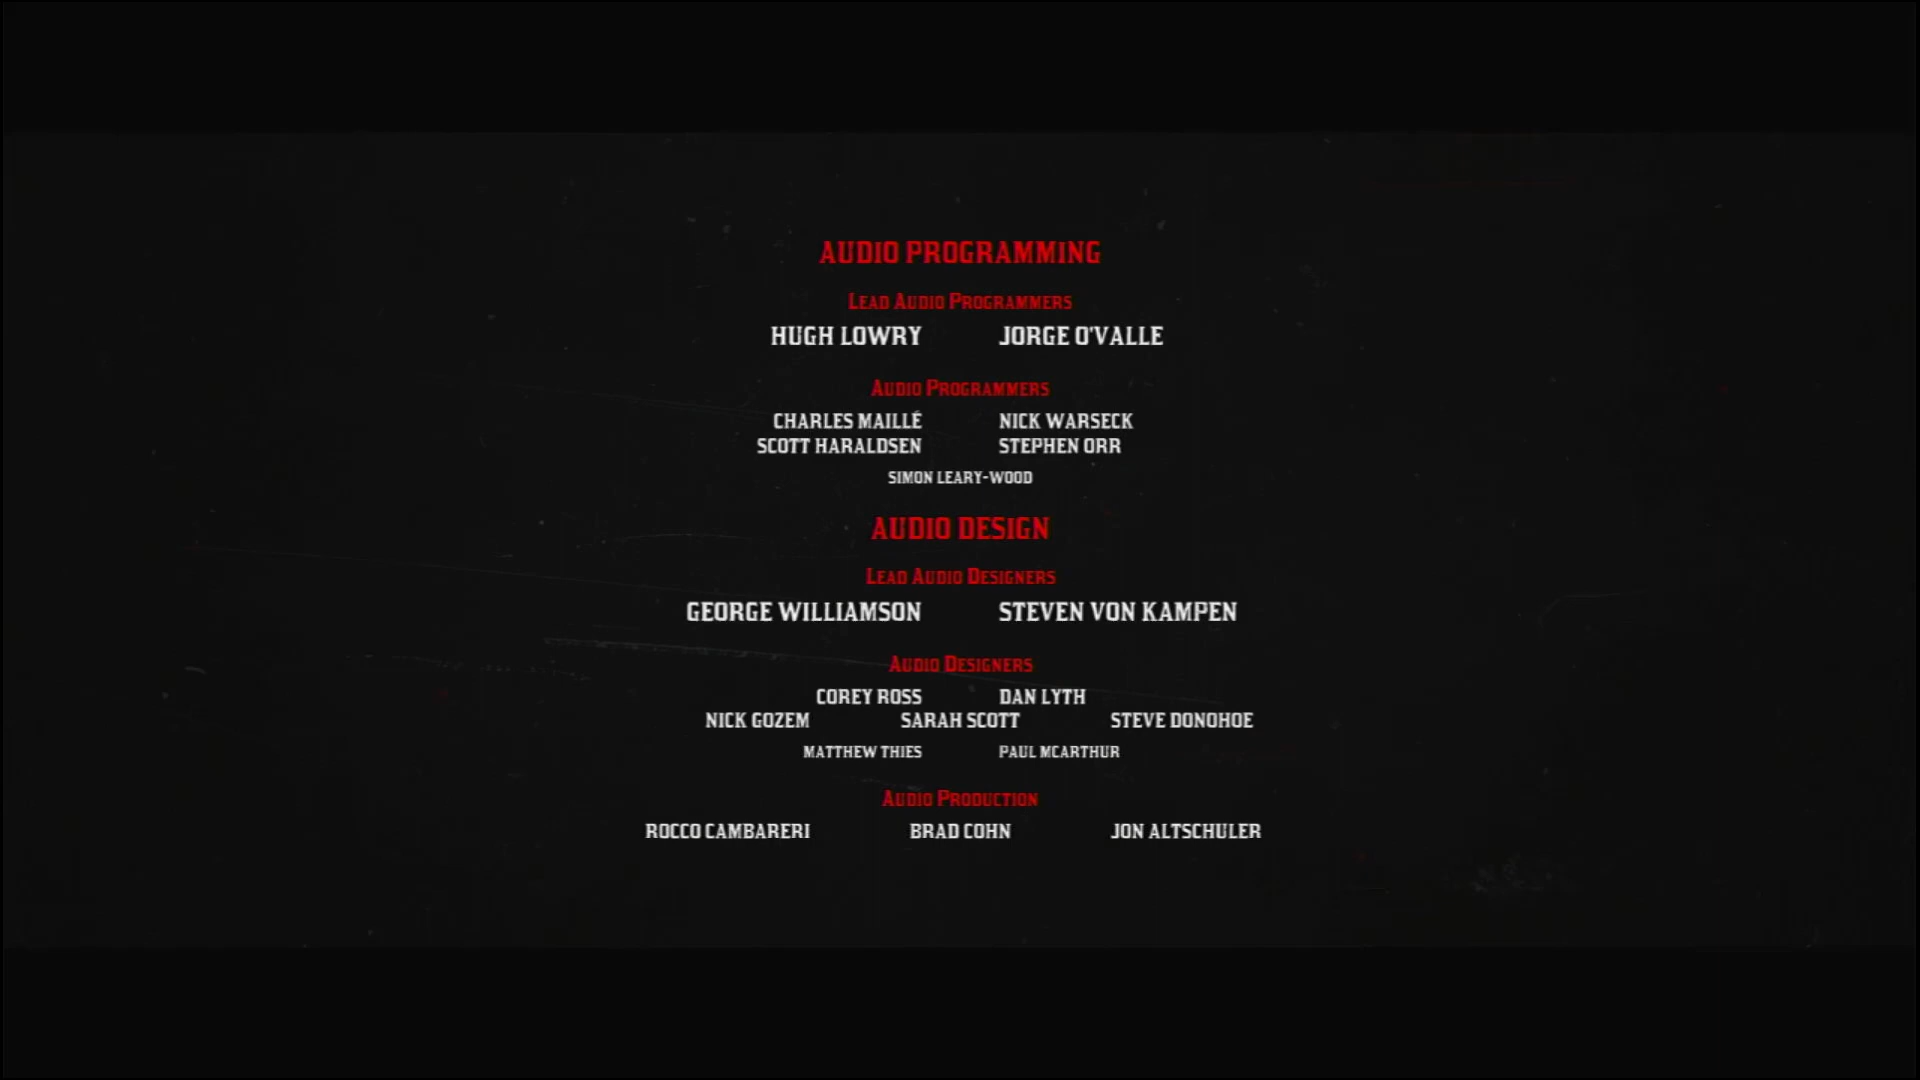 AUDIO PROGRAMMING
LEAD AUDIO PROGRAMMERS
HUGH LOWRY JORGE O'VALLE
AUDIO PROGRAMMERS
CHARLES MAILLÉ NICK WARSECK
SCOTT HARALDSEN STEPHEN ORR
SIMON LEARY-WOOD
AUDIO DESIGN
LEAD AUDIO DESIGNERS
GEORGE WILLIAMSON STEVEN VON KAMPEN
AUDIO DESIGNERS
COREY ROSS DAN LYTH
NICK GOZEM SARAH SCOTT STEVE DONOHOE
MATTHEW THIES PAUL MCARTHUR
AUDIO PRODUCTION
ROCCO CAMBARERI BRAD COHN JON ALTSCHULER